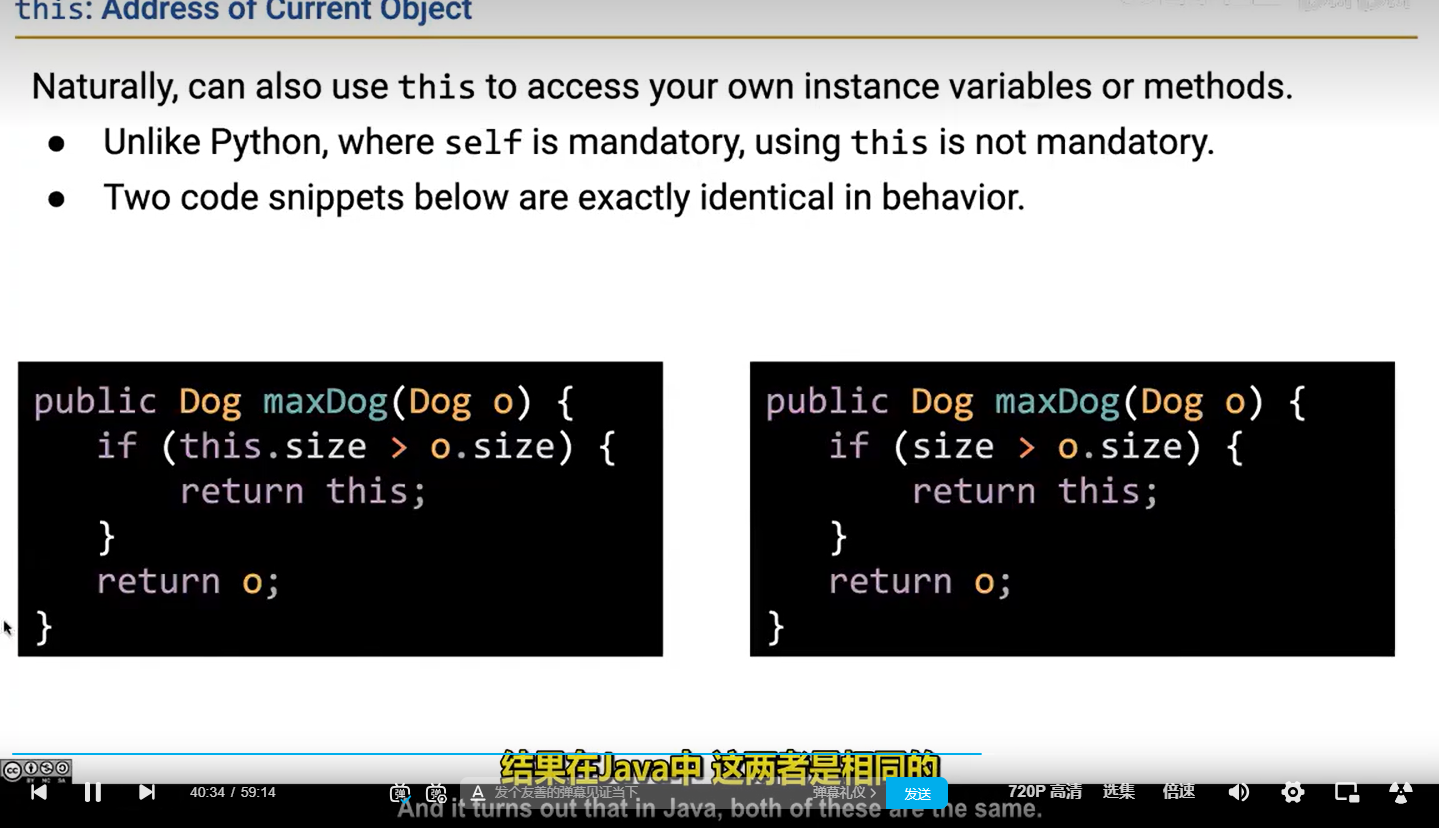 this: Address of Current Object
Naturally, can also use this to access your own instance variables or methods.
● Unlike Python, where self is mandatory, using this is not mandatory.
● Two code snippets below are exactly identical in behavior.
public Dog maxDog(Dog o) {
if (this.size > o.size) {
return this;
}
return o;
}
public Dog maxDog(Dog o) {
if (size > o.size) {
return this;
}
return o;
}
结果在Java中 这两者是相同的
40:34 / 59:14
弹
弹
A
发个友善的弹幕见证当下
弹幕礼仪 >
发送
720P 高清
选集
倍速
And it turns out that in Java, both of these are the same.
cc
BY NC SA